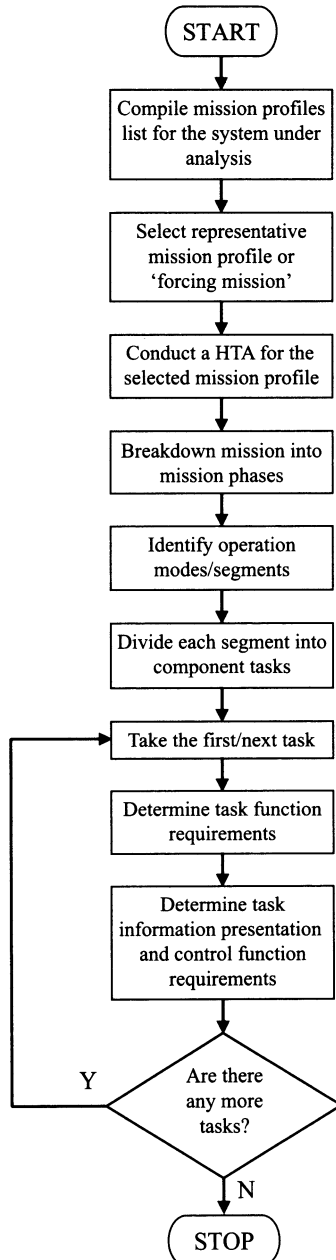 START
Compile mission profiles
list for the system under
analysis
Select representative
mission profile or
‘forcing mission’
Conduct a HTA for the
selected mission profile
Breakdown mission into
mission phases
Identify operation
modes/segments
Divide each segment into
component tasks
Take the first/next task
Determine task function
requirements
Determine task
information presentation
and control function
requirements
Are there
any more
tasks?
Y
N
STOP